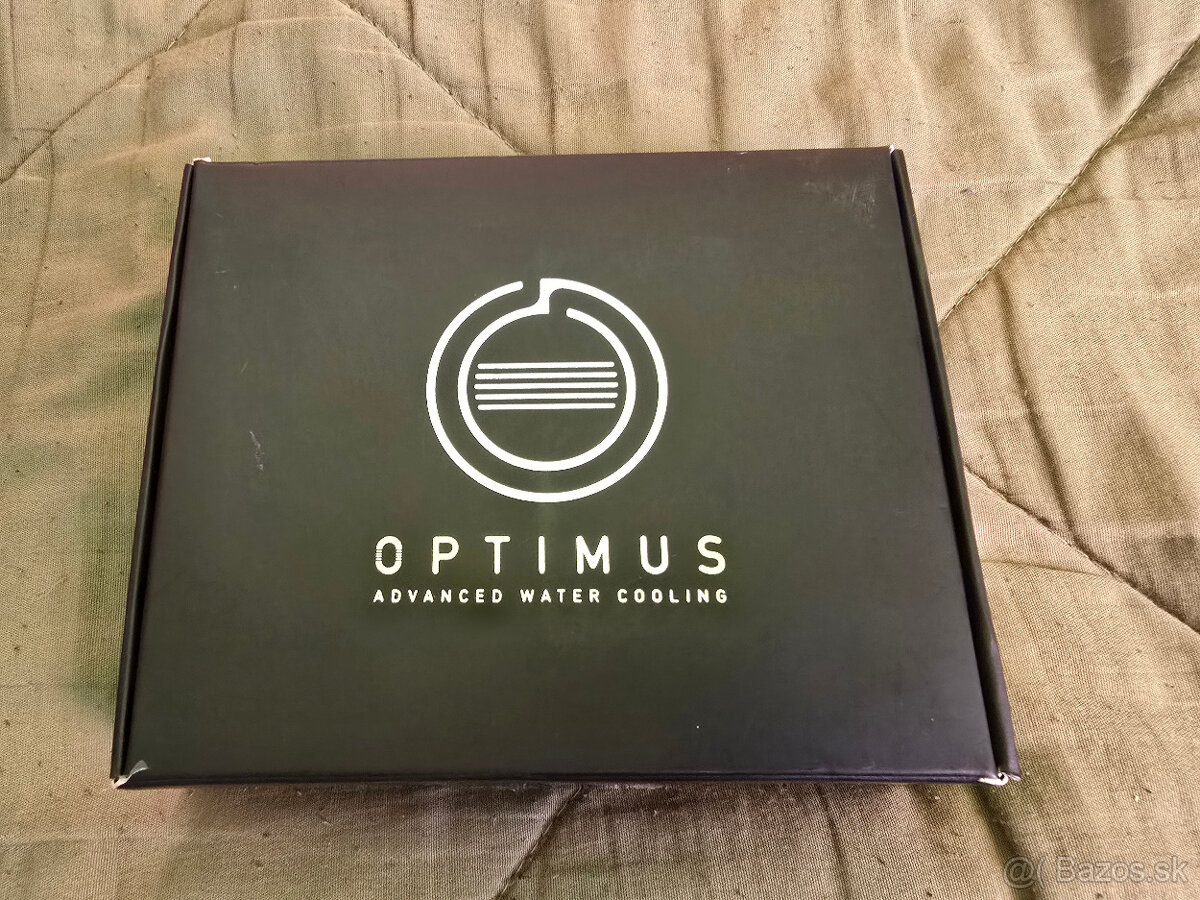 OPTIMUS
ADVANCED WATER COOLING
@( Bazos.sk